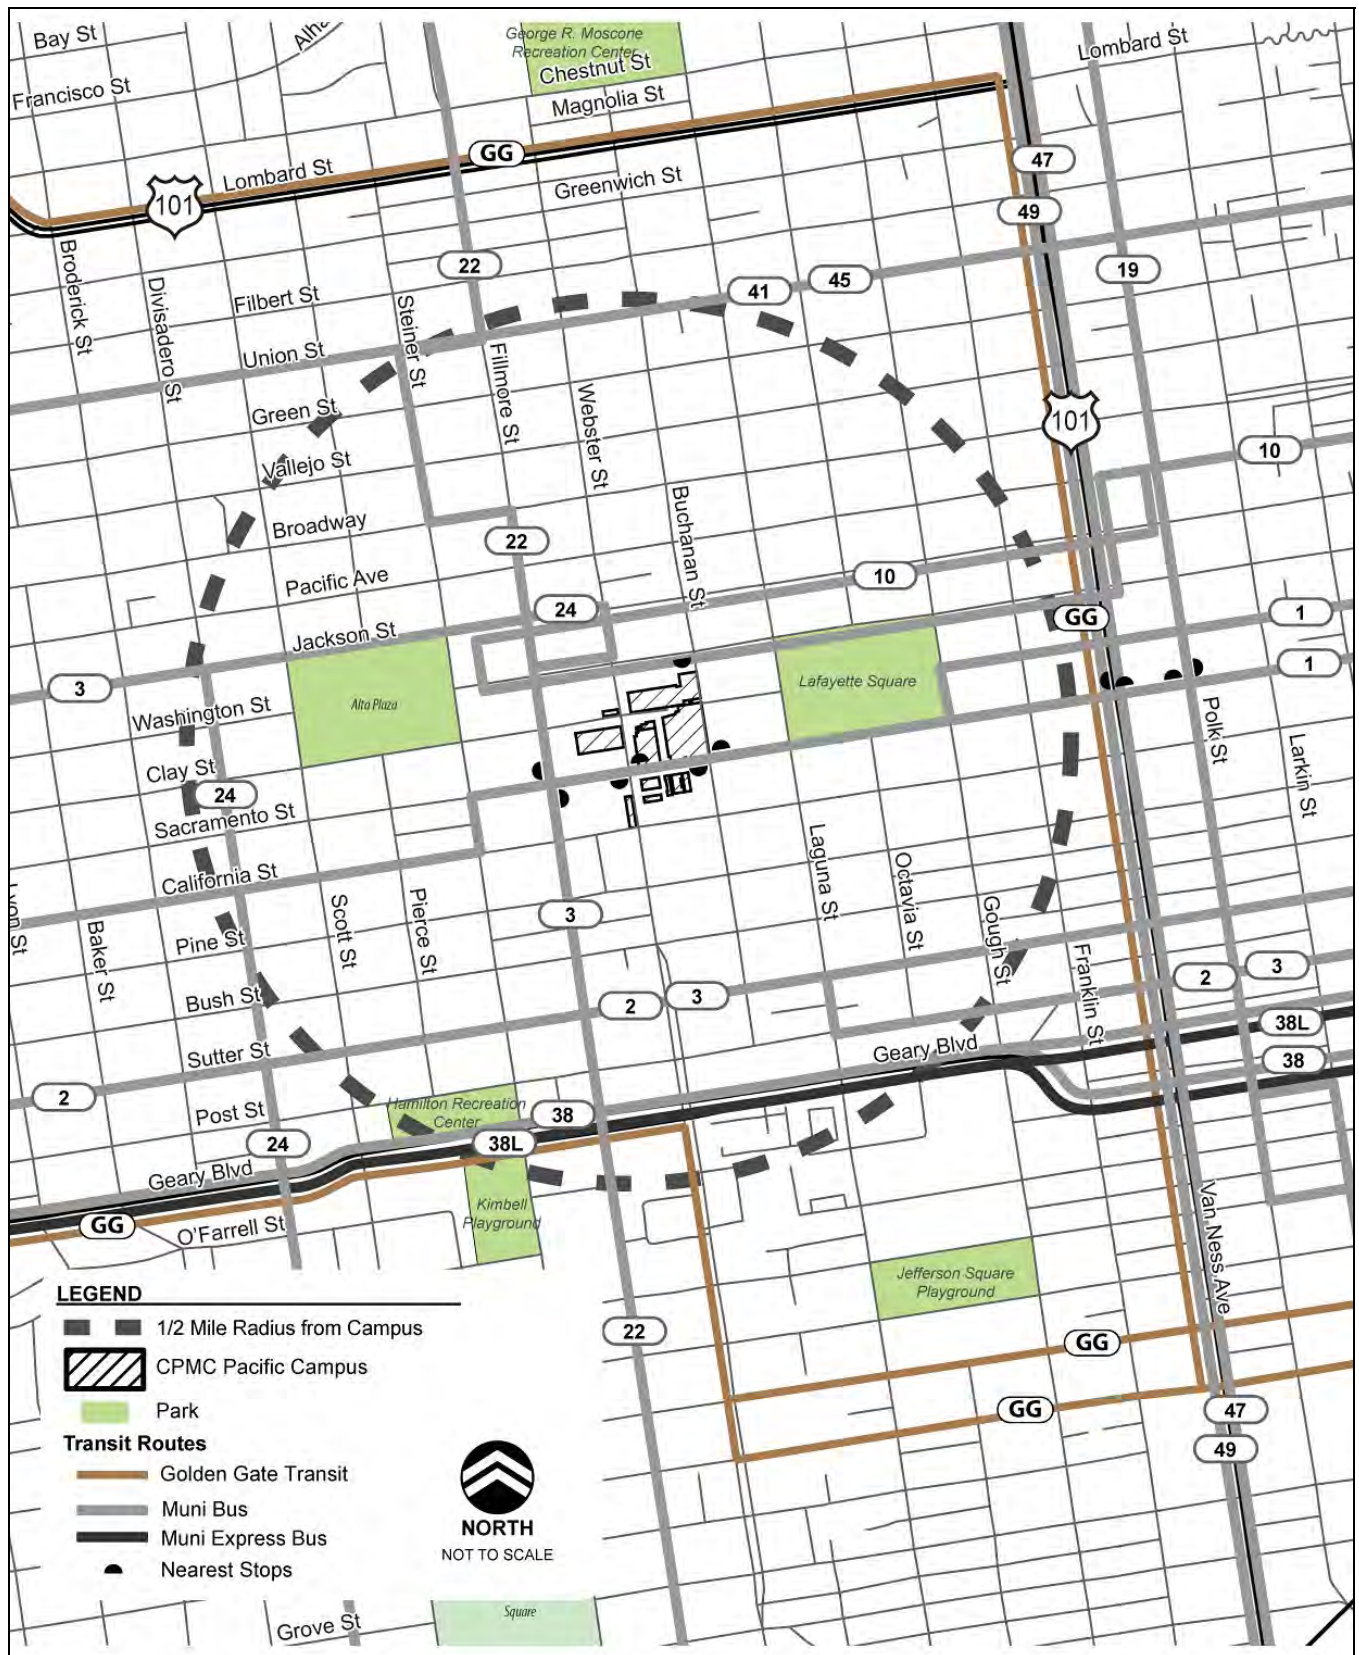 Bay St
Alha
George R. Moscone
Recreation Center
Chestnut St
Lombard St
Francisco St
Magnolia St
GG
47
Lombard St
Greenwich St
101
49
22
19
Broderick St
Divisadero St
Filbert St
Steiner St
41
45
Union St
Fillmore St
Webster St
Green St
101
Vallejo St
10
Buchanan St
Broadway
22
Pacific Ave
10
24
Jackson St
GG
1
1
3
Alta Plaza
Lafayette Square
Washington St
Polk St
Larkin St
Clay St
24
Sacramento St
Laguna St
Octavia St
California St
Baker St
Scott St
Pierce St
3
Gough St
Franklin St
Pine St
2
3
Bush St
2
3
38L
Sutter St
Geary Blvd
38
2
Hamilton Recreation
Center
38
Post St
24
38L
Geary Blvd
Van Ness Ave
Kimbell
Playground
GG
O'Farrell St
Jefferson Square
Playground
LEGEND
1/2 Mile Radius from Campus
22
GG
CPMC Pacific Campus
Park
GG
47
Transit Routes
49
Golden Gate Transit
Muni Bus
Muni Express Bus
NORTH
NOT TO SCALE
Nearest Stops
Square
Grove St